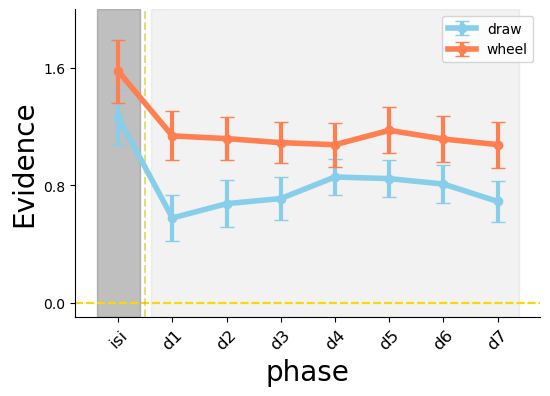 draw
wheel
Evidence
1.6
0.8
0.0
isi
d1
d2
d3
d4
d5
d6
d7
phase